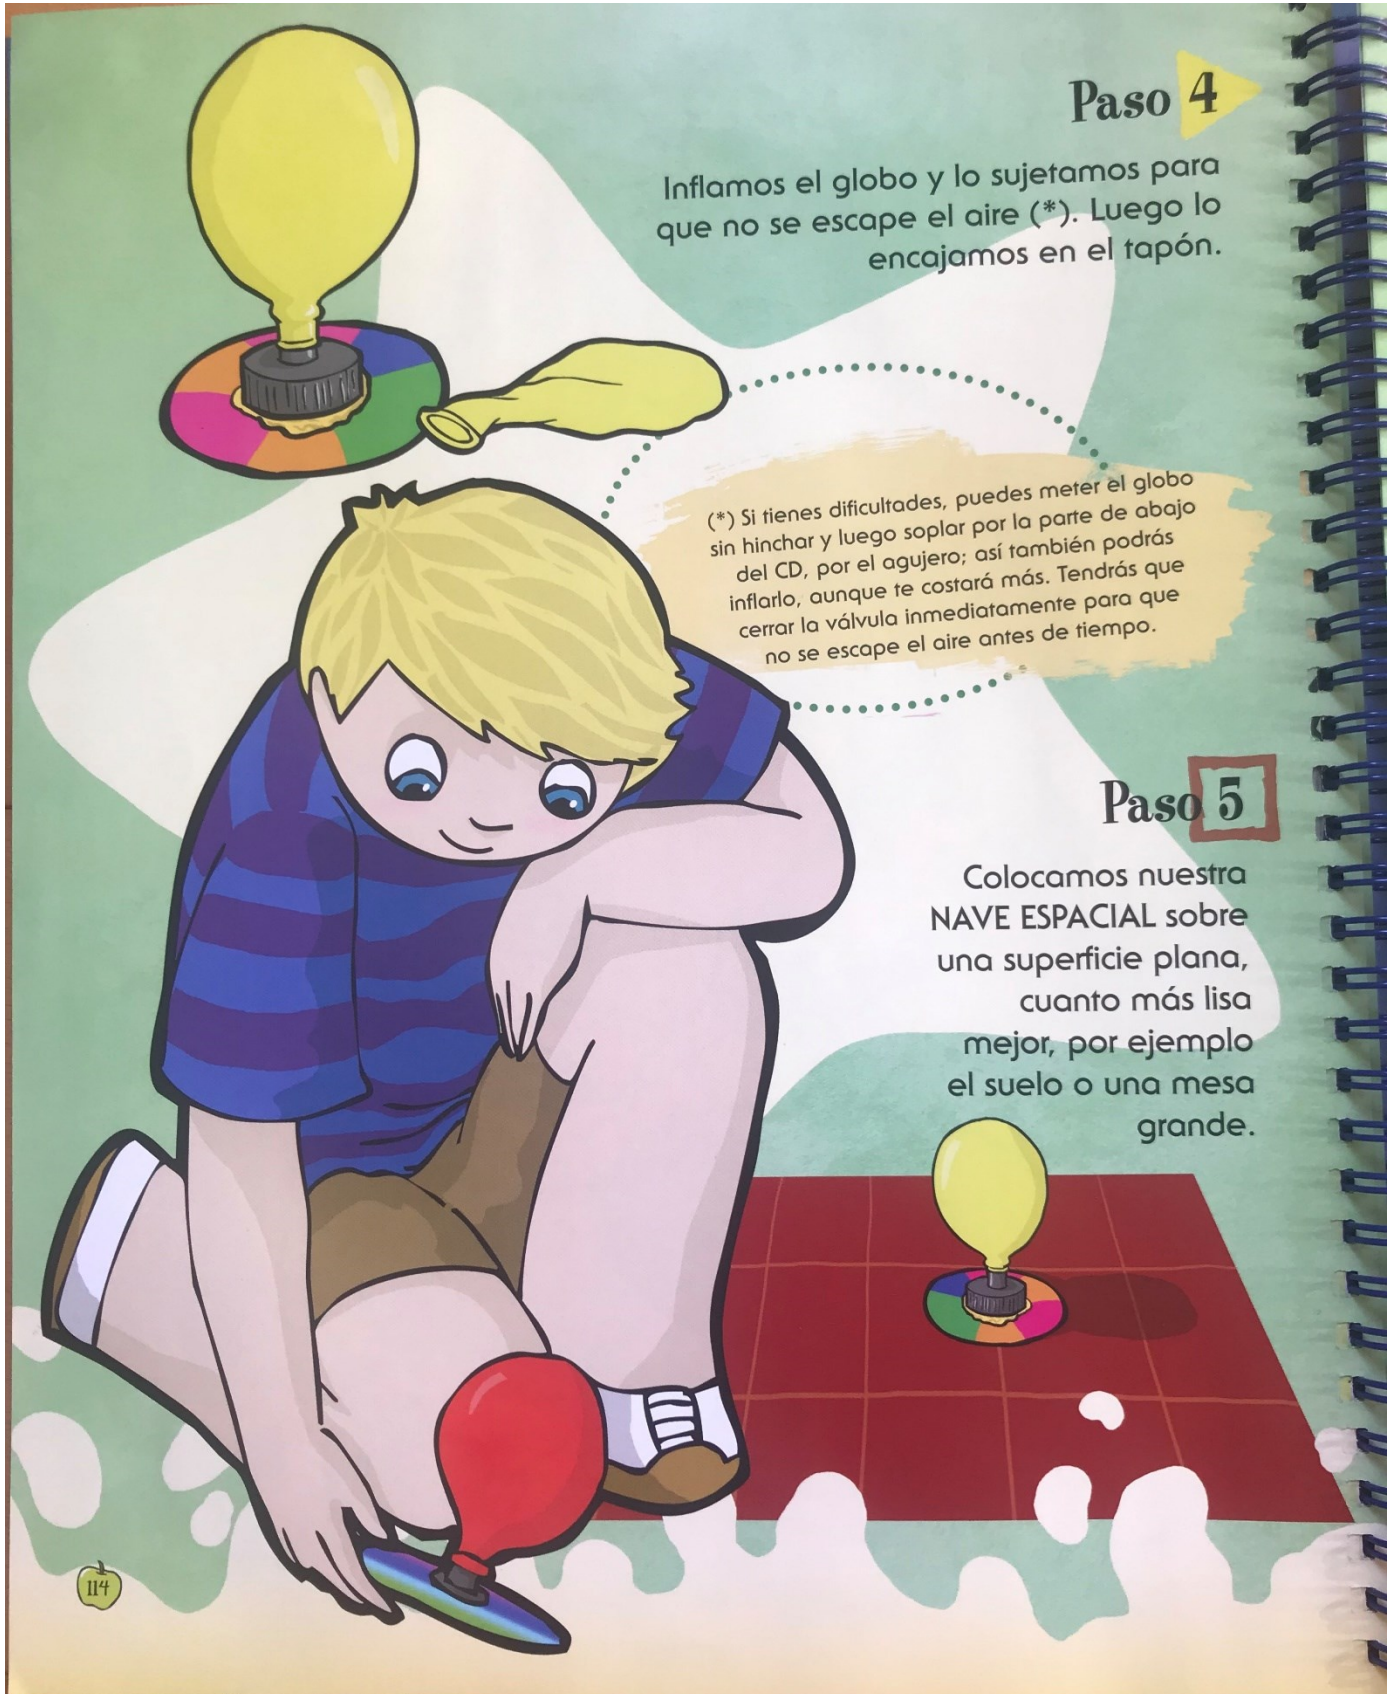 Paso 4
Inflamos el globo y lo sujetamos para
que no se escape el aire (*). Luego lo
encajamos en el tapón.
(*) Si tienes dificultades, puedes meter el globo
sin hinchar y luego soplar por la parte de abajo
del CD, por el agujero; así también podrás
inflarlo, aunque te costará más. Tendrás que
cerrar la válvula inmediatamente para que
no se escape el aire antes de tiempo.
Paso 5
Colocamos nuestra
NAVE ESPACIAL sobre
una superficie plana,
cuanto más lisa
mejor, por ejemplo
el suelo o una mesa
grande.
114